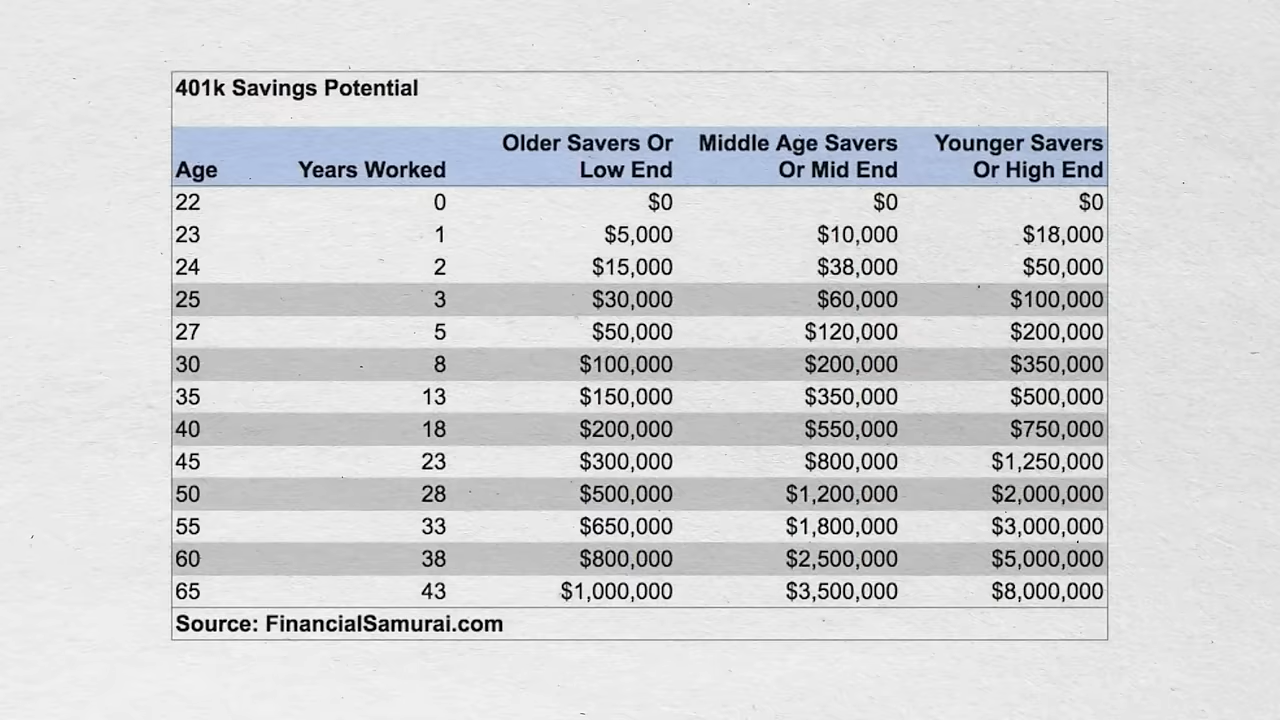 401k Savings Potential
Age Years Worked Older Savers Or Low End Middle Age Savers Or Mid End Younger Savers Or High End
22 0 $0 $0 $0
23 1 $5,000 $10,000 $18,000
24 2 $15,000 $38,000 $50,000
25 3 $30,000 $60,000 $100,000
27 5 $50,000 $120,000 $200,000
30 8 $100,000 $200,000 $350,000
35 13 $150,000 $350,000 $500,000
40 18 $200,000 $550,000 $750,000
45 23 $300,000 $800,000 $1,250,000
50 28 $500,000 $1,200,000 $2,000,000
55 33 $650,000 $1,800,000 $3,000,000
60 38 $800,000 $2,500,000 $5,000,000
65 43 $1,000,000 $3,500,000 $8,000,000
Source: FinancialSamurai.com